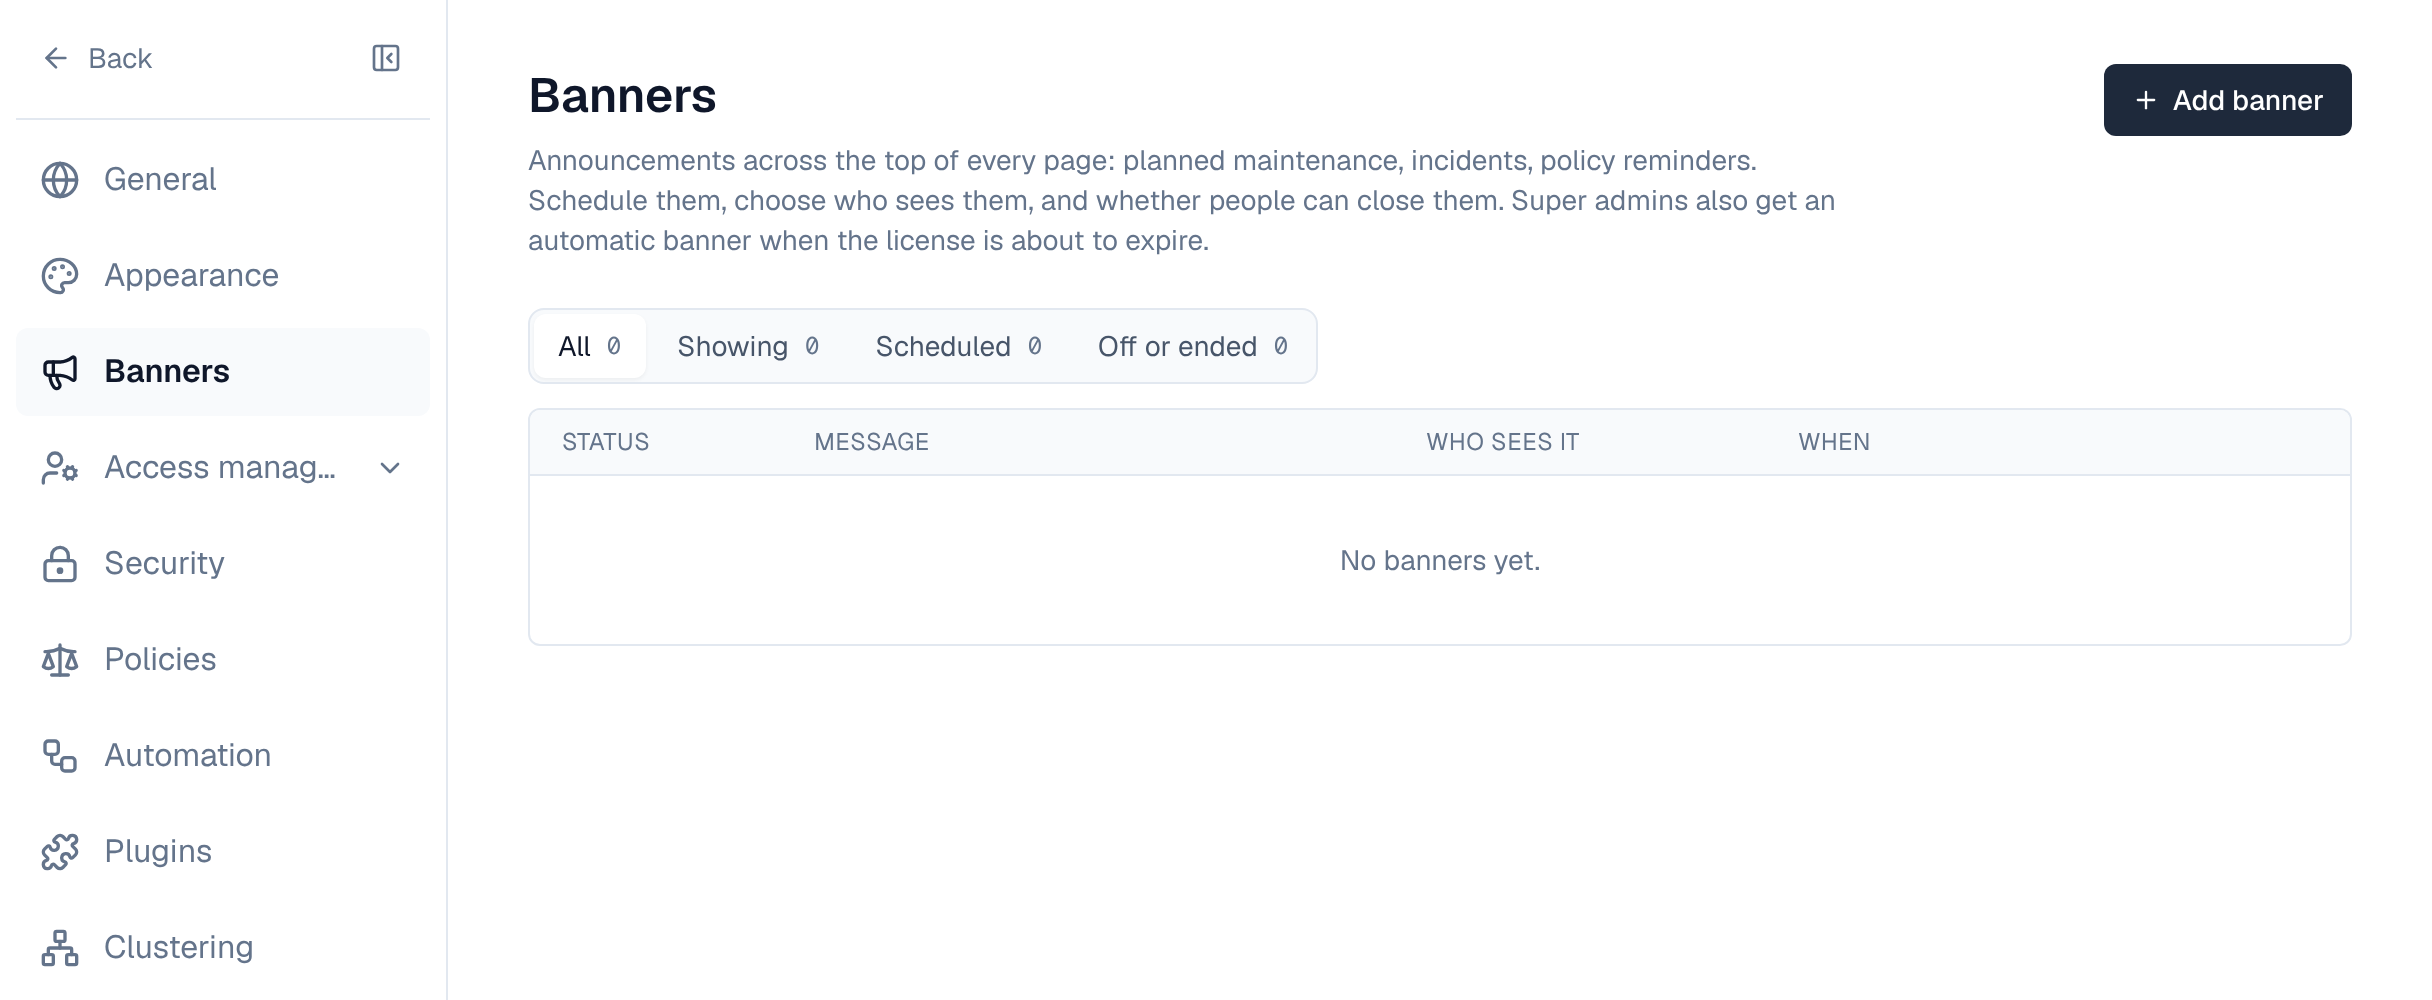 Back
General
Appearance
Banners
Access manag...
Security
Policies
Automation
Plugins
Clustering
Banners
Add banner
Announcements across the top of every page: planned maintenance, incidents, policy reminders.
Schedule them, choose who sees them, and whether people can close them. Super admins also get an
automatic banner when the license is about to expire.
All 0 Showing 0 Scheduled 0 Off or ended 0
STATUS MESSAGE WHO SEES IT WHEN
No banners yet.